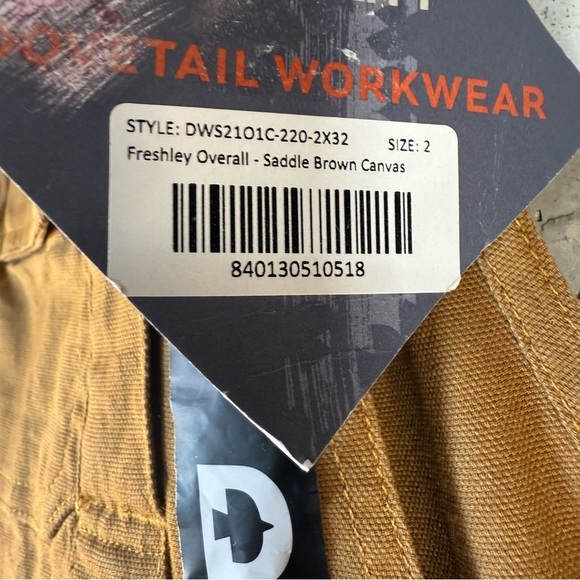 DOVETAIL WORKWEAR
STYLE: DWS21O1C-220-2X32 SIZE: 2
Freshley Overall - Saddle Brown Canvas
840130510518
D